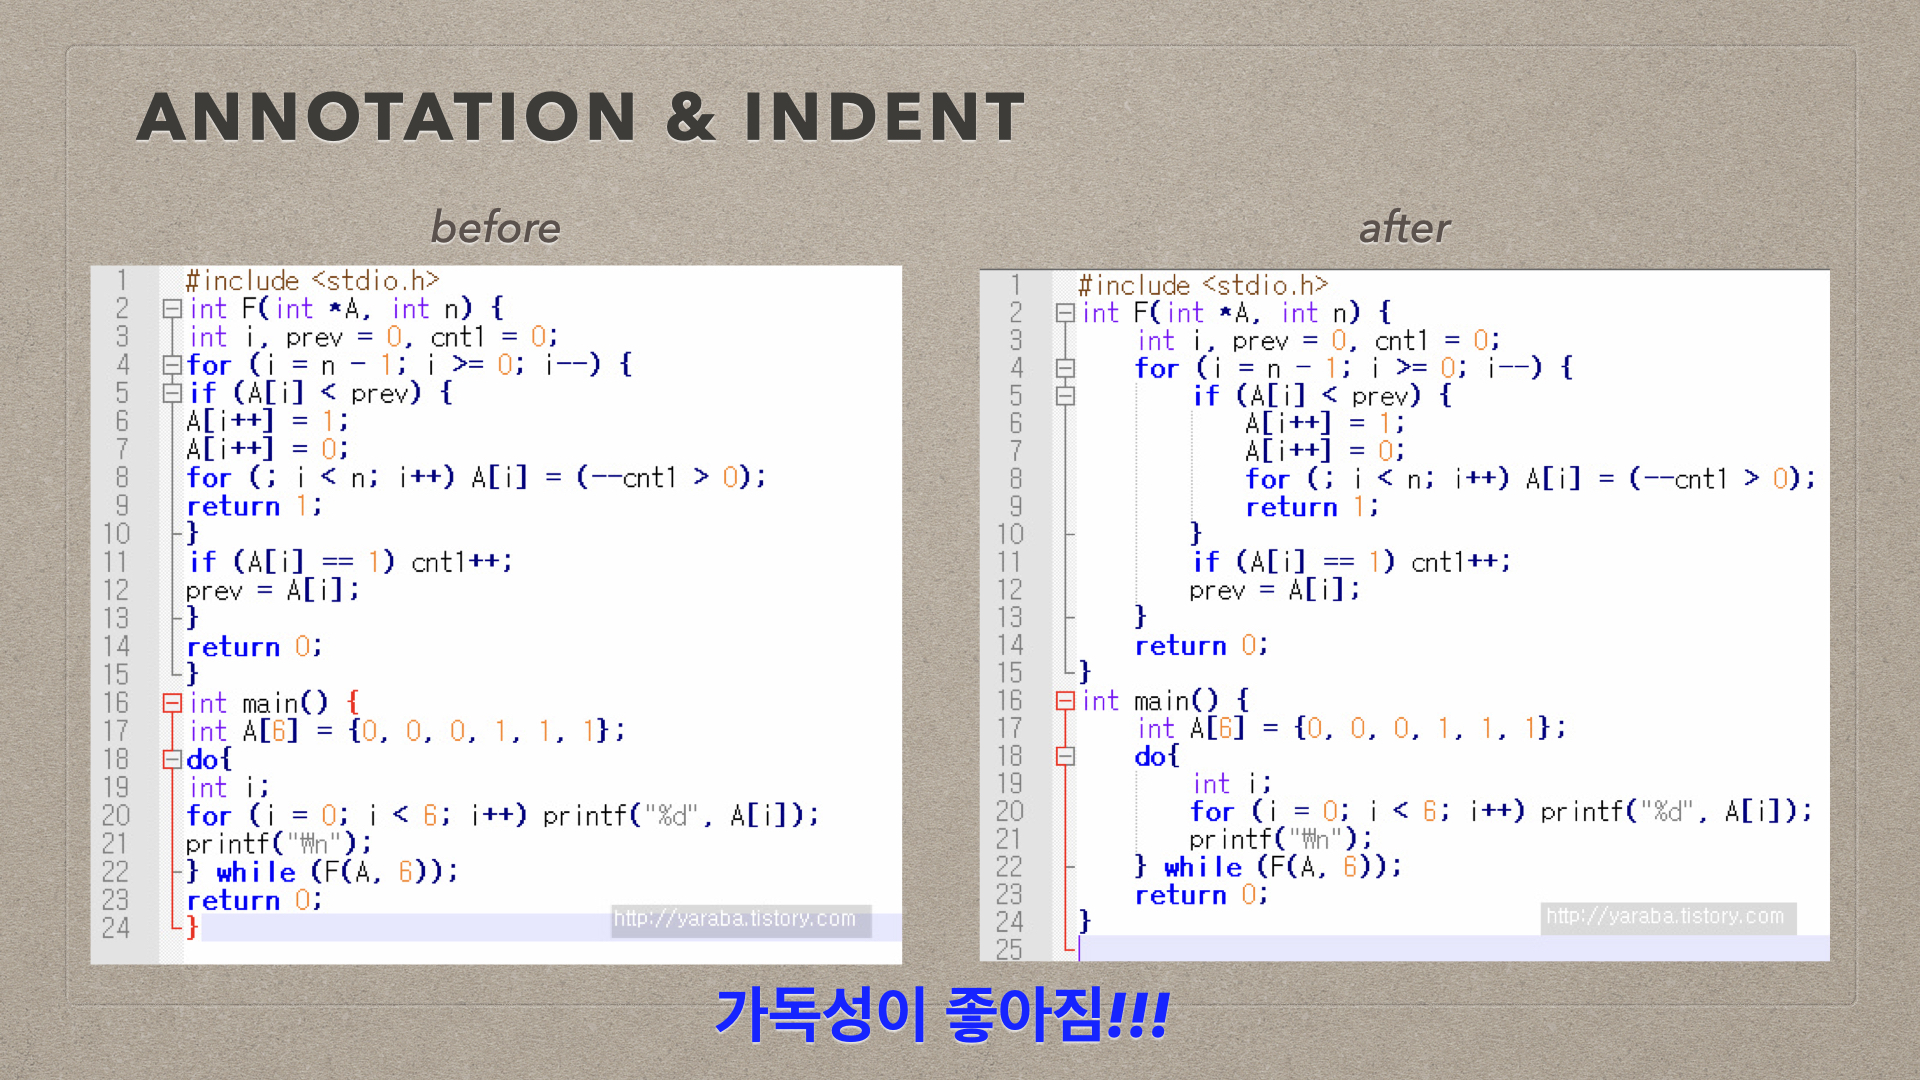 ANNOTATION & INDENT
before
1 #include <stdio.h>
2 int F(int *A, int n) {
3 int i, prev = 0, cnt1 = 0;
4 for (i = n - 1; i >= 0; i--) {
5 if (A[i] < prev) {
6 A[i++] = 1;
7 A[i++] = 0;
8 for (; i < n; i++) A[i] = (--cnt1 > 0);
9 return 1;
10 }
11 if (A[i] == 1) cnt1++;
12 prev = A[i];
13 }
14 return 0;
15 }
16 int main() {
17 int A[6] = {0, 0, 0, 1, 1, 1};
18 do{
19 int i;
20 for (i = 0; i < 6; i++) printf("%d", A[i]);
21 printf("₩n");
22 } while (F(A, 6));
23 return 0;
24 }
http://yaraba.tistory.com
after
1 #include <stdio.h>
2 int F(int *A, int n) {
3     int i, prev = 0, cnt1 = 0;
4     for (i = n - 1; i >= 0; i--) {
5         if (A[i] < prev) {
6             A[i++] = 1;
7             A[i++] = 0;
8             for (; i < n; i++) A[i] = (--cnt1 > 0);
9             return 1;
10         }
11         if (A[i] == 1) cnt1++;
12         prev = A[i];
13     }
14     return 0;
15 }
16 int main() {
17     int A[6] = {0, 0, 0, 1, 1, 1};
18     do{
19         int i;
20         for (i = 0; i < 6; i++) printf("%d", A[i]);
21         printf("₩n");
22     } while (F(A, 6));
23     return 0;
24 }
25
http://yaraba.tistory.com
가독성이 좋아짐!!!